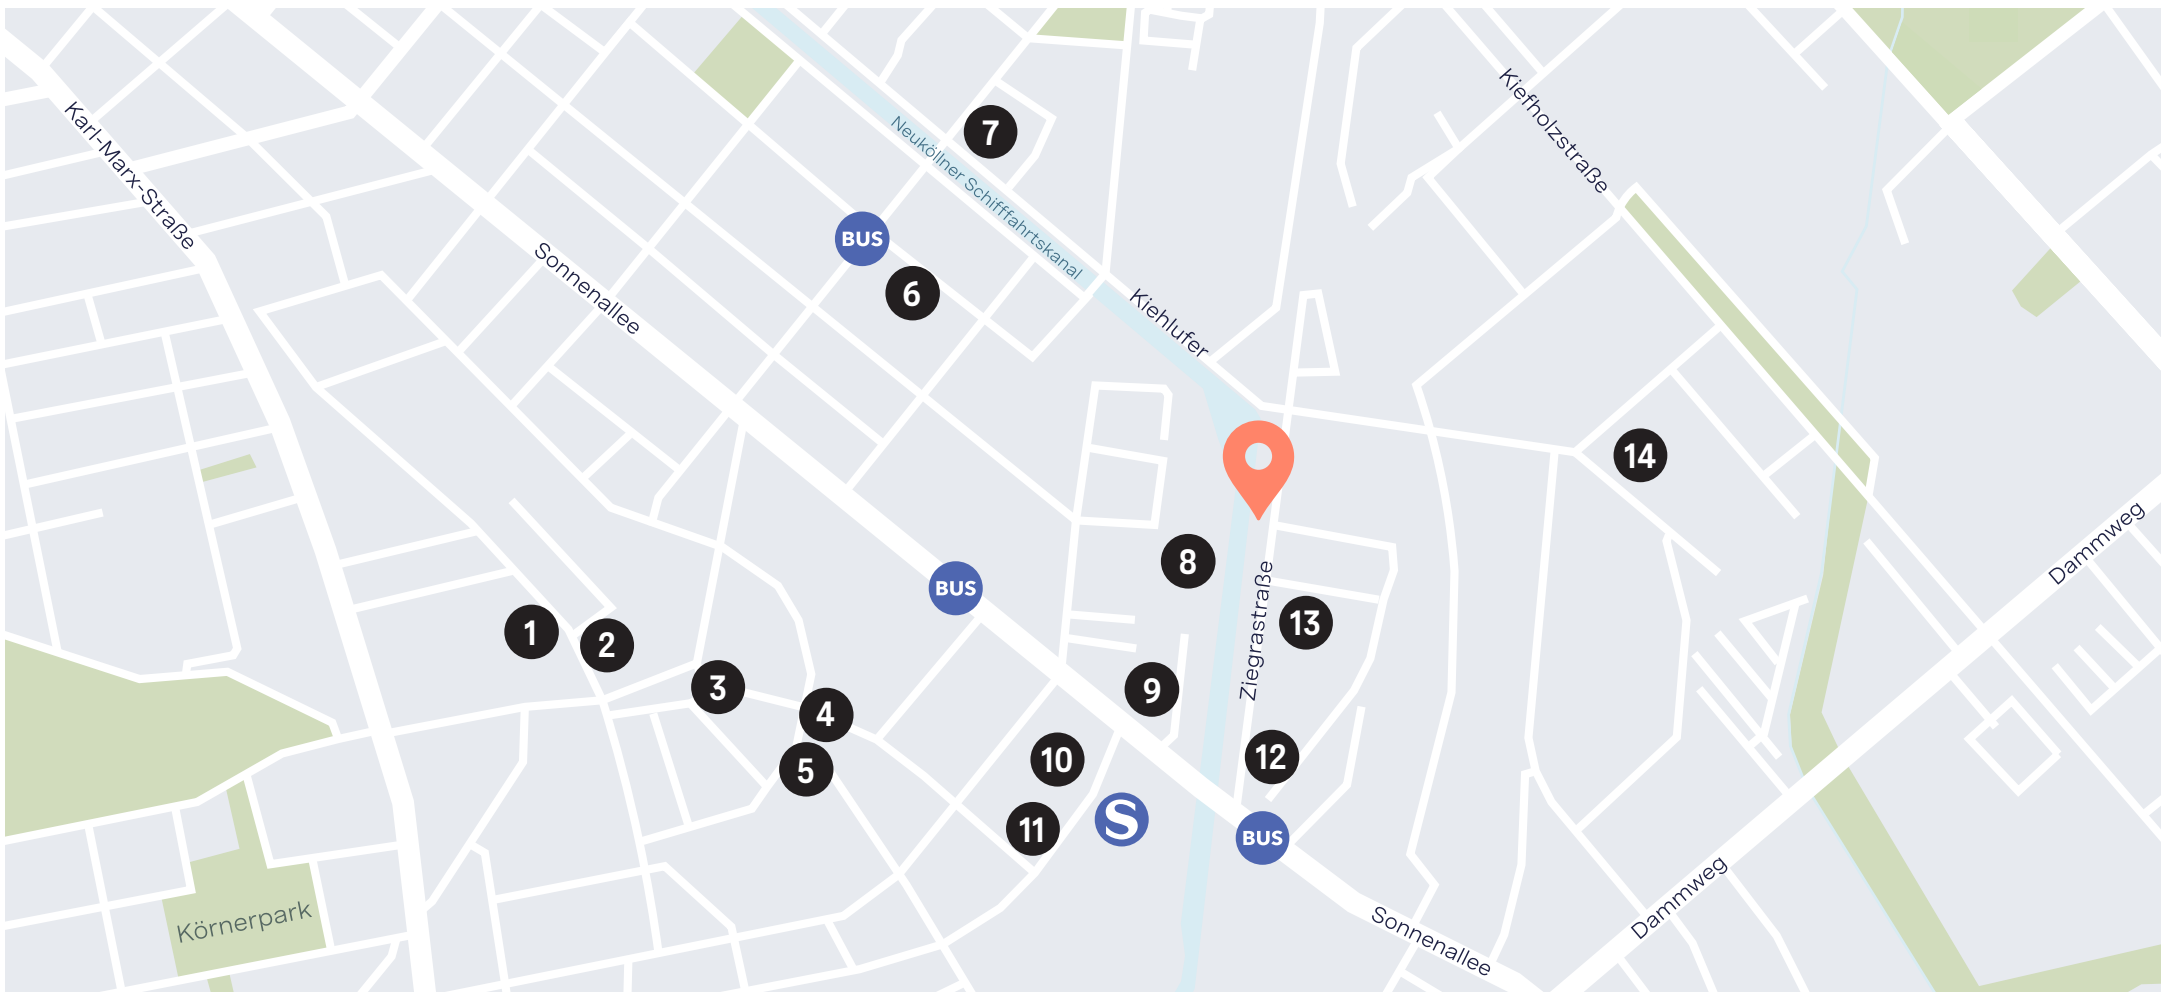 Kiefholzstraße
Karl-Marx-Straße
7
Neuköllner Schifffahrtskanal
BUS
6
Sonnenallee
Kiehlufer
14
8
Dammweg
BUS
13
Ziegrastraße
1
2
3
9
4
12
10
5
11
S
BUS
Dammweg
Körnerpark
Sonnenallee